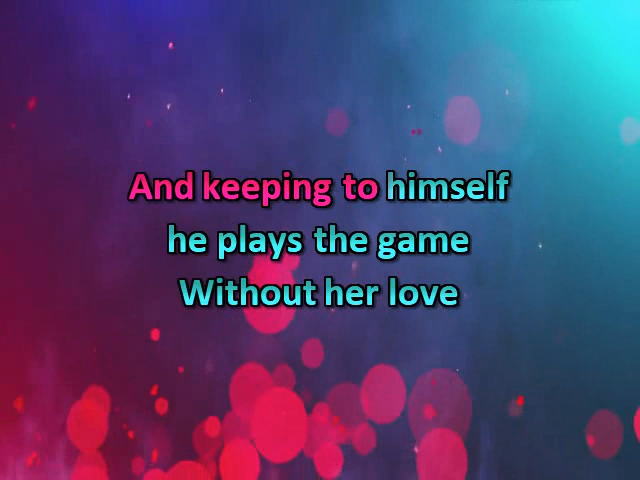 And keeping to himself
he plays the game
Without her love